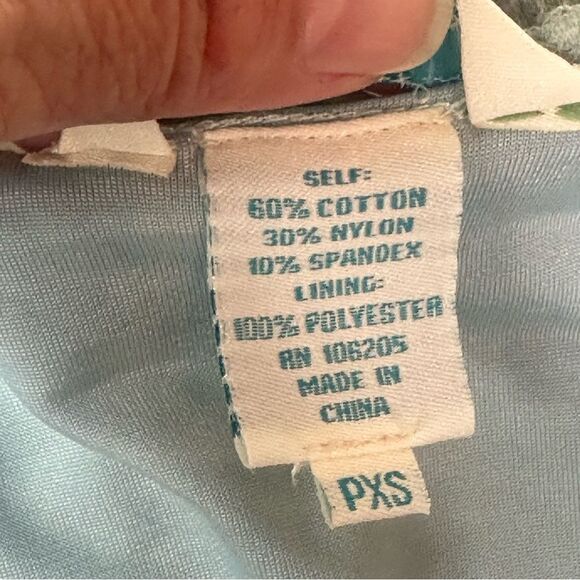 SELF:
60% COTTON
30% NYLON
10% SPANDEX
LINING:
100% POLYESTER
RN 106205
MADE IN
CHINA
PXS